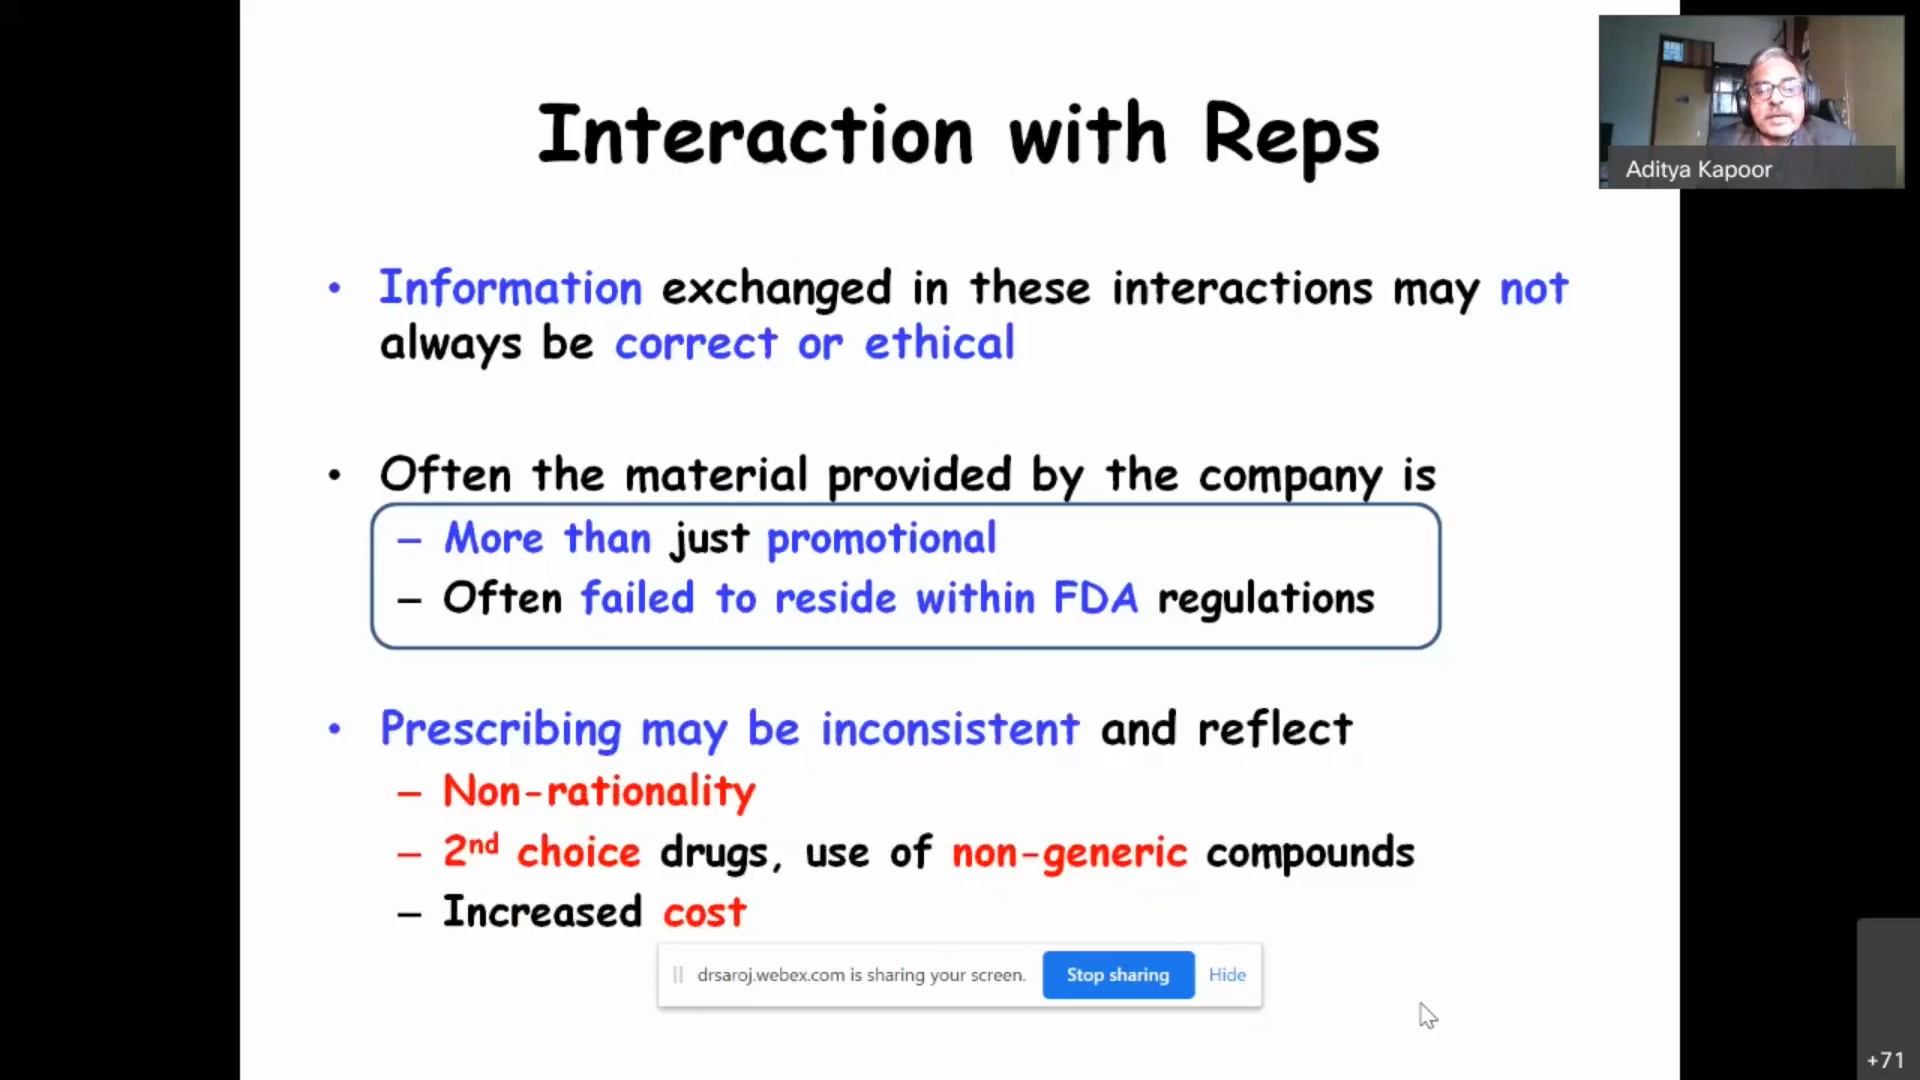 Interaction with Reps
Aditya Kapoor
• Information exchanged in these interactions may not
always be correct or ethical
• Often the material provided by the company is
– More than just promotional
– Often failed to reside within FDA regulations
• Prescribing may be inconsistent and reflect
– Non-rationality
– 2nd choice drugs, use of non-generic compounds
– Increased cost
drsaroj.webex.com is sharing your screen. Stop sharing Hide
+71